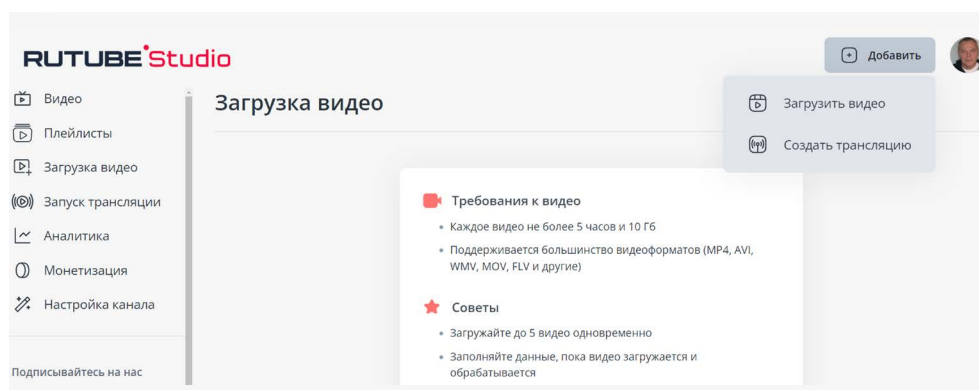 RUTUBE Studio
Добавить
Видео
Плейлисты
Загрузка видео
Запуск трансляции
Аналитика
Монетизация
Настройка канала
Подписывайтесь на нас
Загрузка видео
Загрузить видео
Создать трансляцию
Требования к видео
• Каждое видео не более 5 часов и 10 Гб
• Поддерживается большинство видеоформатов (MP4, AVI,
WMV, MOV, FLV и другие)
Советы
• Загружайте до 5 видео одновременно
• Заполняйте данные, пока видео загружается и
обрабатывается